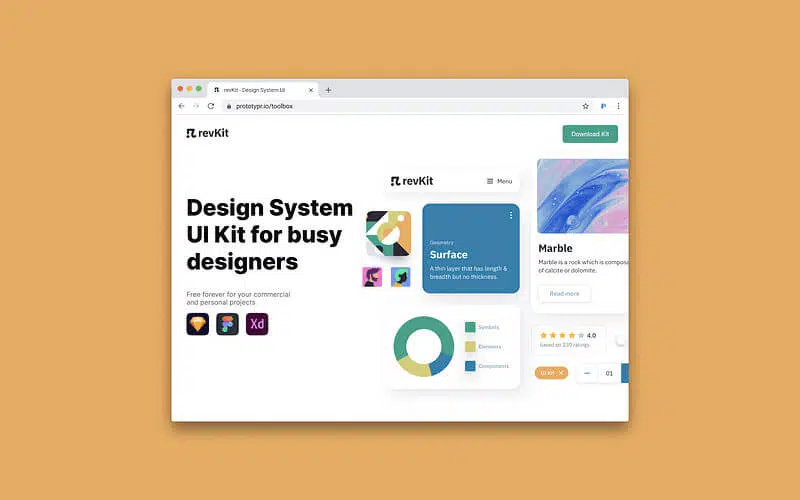 revKit - Design System UI
prototypr.io/toolbox
revKit
Download Kit
revKit
Menu
Design System
UI Kit for busy
designers
Free forever for your commercial
and personal projects
Xd
Geometry
Surface
A thin layer that has length &
breadth but no thickness.
Marble
Marble is a rock which is compos
of calcite or dolomite.
Read more
Symbols
Elements
Components
4.0
based on 239 ratings
UI Kit
01